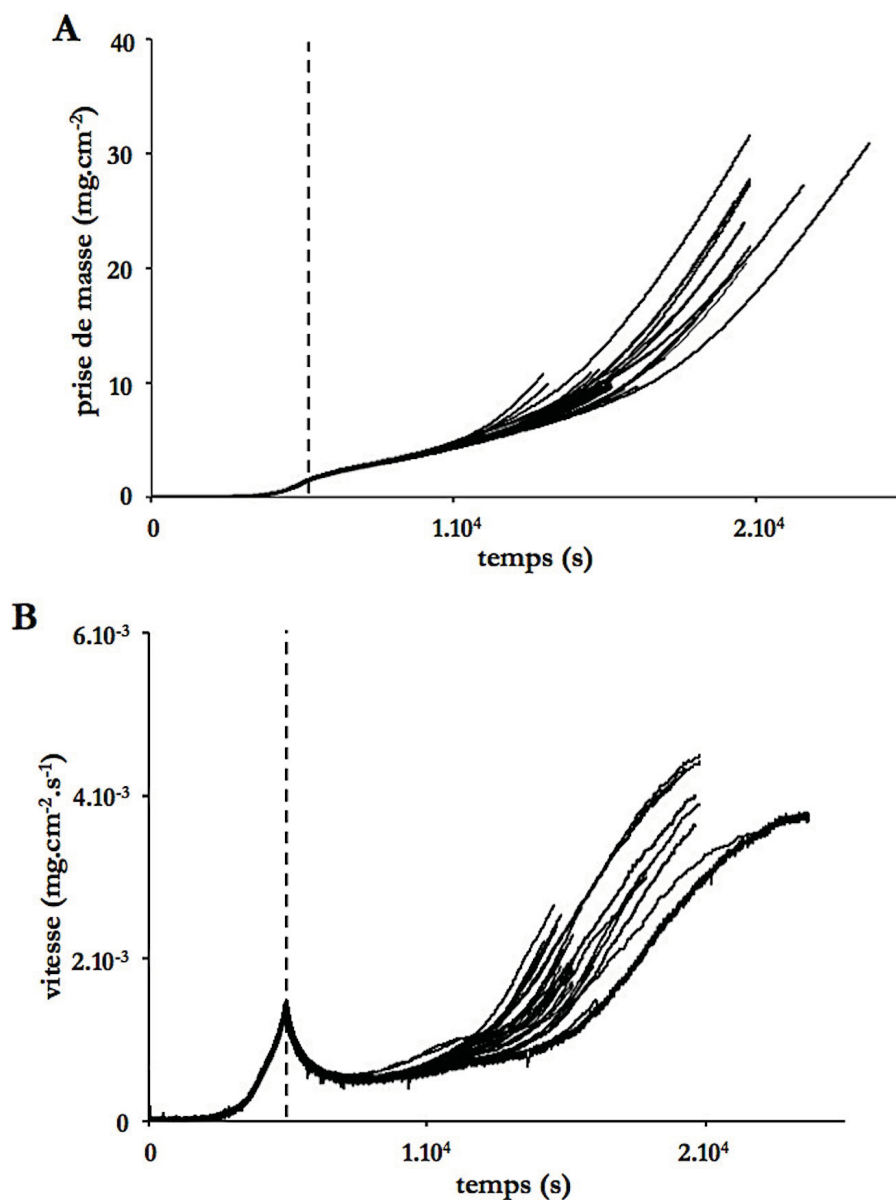 A
40
30
20
10
0
prise de masse (mg.cm⁻²)
0
1.10⁴
2.10⁴
temps (s)
B
6.10⁻³
4.10⁻³
2.10⁻³
0
vitesse (mg.cm⁻².s⁻¹)
0
1.10⁴
2.10⁴
temps (s)